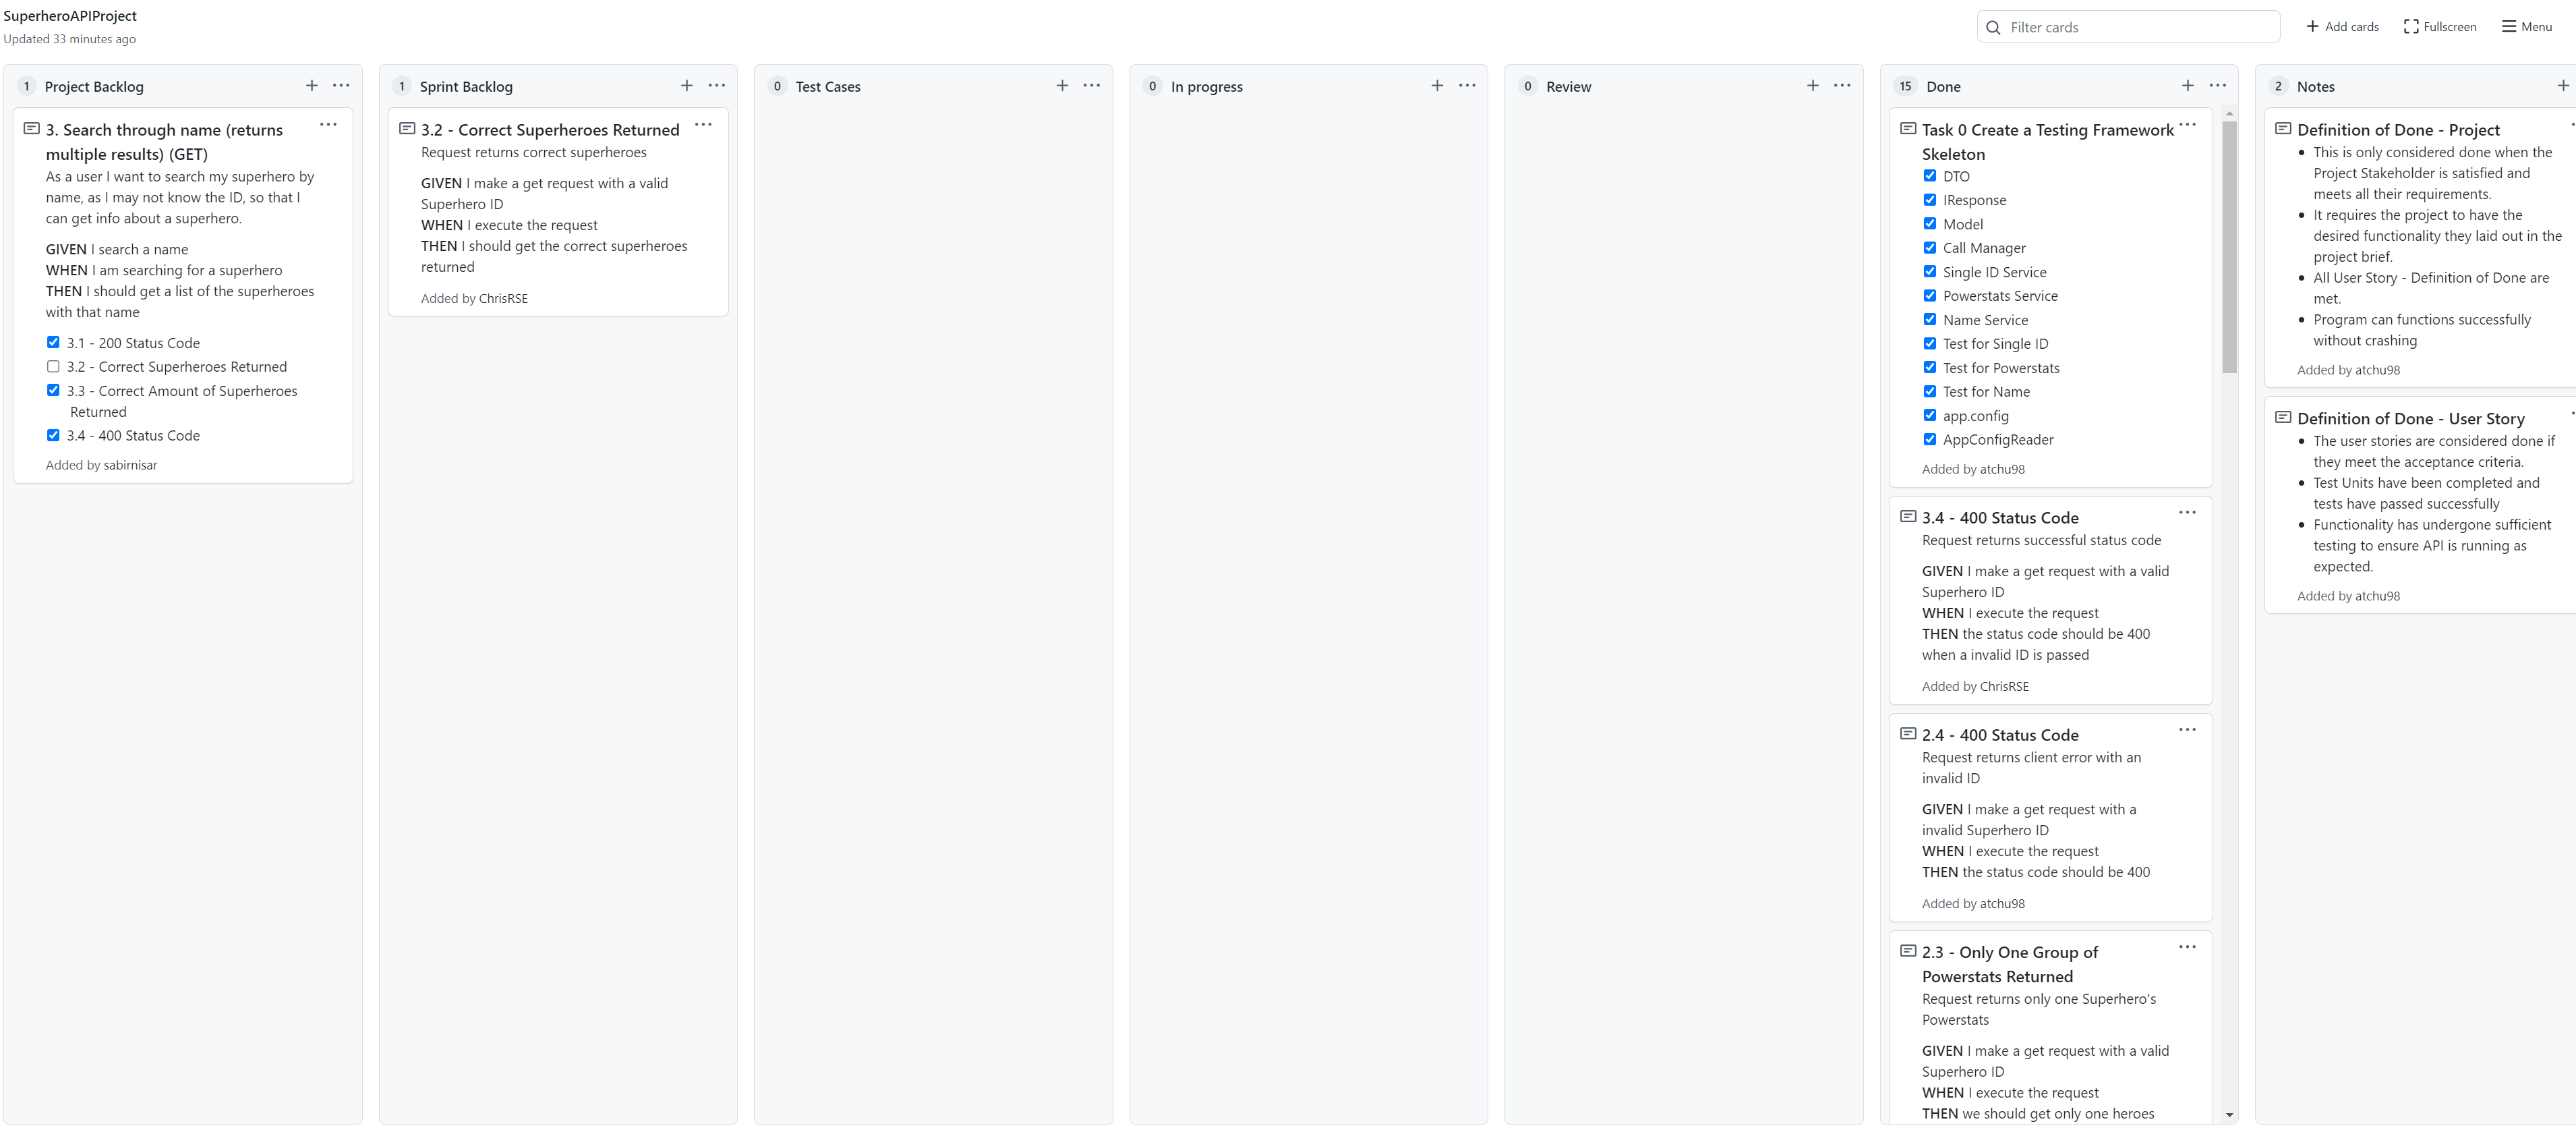 SuperheroAPIProject
Updated 33 minutes ago
Filter cards
Add cards
Fullscreen
Menu
1 Project Backlog
3. Search through name (returns
multiple results) (GET)
As a user I want to search my superhero by
name, as I may not know the ID, so that I
can get info about a superhero.
GIVEN I search a name
WHEN I am searching for a superhero
THEN I should get a list of the superheroes
with that name
3.1 - 200 Status Code
3.2 - Correct Superheroes Returned
3.3 - Correct Amount of Superheroes
Returned
3.4 - 400 Status Code
Added by sabirnisar
1 Sprint Backlog
3.2 - Correct Superheroes Returned
Request returns correct superheroes
GIVEN I make a get request with a valid
Superhero ID
WHEN I execute the request
THEN I should get the correct superheroes
returned
Added by ChrisRSE
0 Test Cases
0 In progress
0 Review
15 Done
Task 0 Create a Testing Framework
Skeleton
DTO
IResponse
Model
Call Manager
Single ID Service
Powerstats Service
Name Service
Test for Single ID
Test for Powerstats
Test for Name
app.config
AppConfigReader
Added by atchu98
3.4 - 400 Status Code
Request returns successful status code
GIVEN I make a get request with a valid
Superhero ID
WHEN I execute the request
THEN the status code should be 400
when a invalid ID is passed
Added by ChrisRSE
2.4 - 400 Status Code
Request returns client error with an
invalid ID
GIVEN I make a get request with a
invalid Superhero ID
WHEN I execute the request
THEN the status code should be 400
Added by atchu98
2.3 - Only One Group of
Powerstats Returned
Request returns only one Superhero's
Powerstats
GIVEN I make a get request with a valid
Superhero ID
WHEN I execute the request
THEN we should get only one heroes
2 Notes
Definition of Done - Project
This is only considered done when the
Project Stakeholder is satisfied and
meets all their requirements.
It requires the project to have the
desired functionality they laid out in the
project brief.
All User Story - Definition of Done are
met.
Program can functions successfully
without crashing
Added by atchu98
Definition of Done - User Story
The user stories are considered done if
they meet the acceptance criteria.
Test Units have been completed and
tests have passed successfully
Functionality has undergone sufficient
testing to ensure API is running as
expected.
Added by atchu98